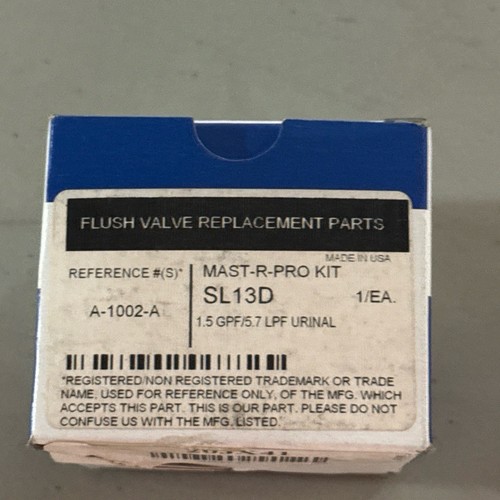 FLUSH VALVE REPLACEMENT PARTS
MADE IN USA
REFERENCE #(S)*
A-1002-A
MAST-R-PRO KIT
SL13D 1/EA.
1.5 GPF/5.7 LPF URINAL
*REGISTERED/NON REGISTERED TRADEMARK OR TRADE
NAME, USED FOR REFERENCE ONLY, OF THE MFG. WHICH
ACCEPTS THIS PART. THIS IS OUR PART. PLEASE DO NOT
CONFUSE US WITH THE MFG. LISTED.